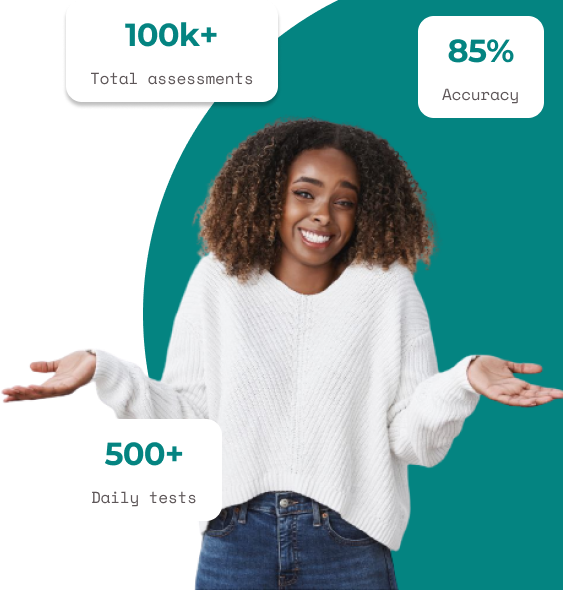 100k+
Total assessments
85%
Accuracy
500+
Daily tests